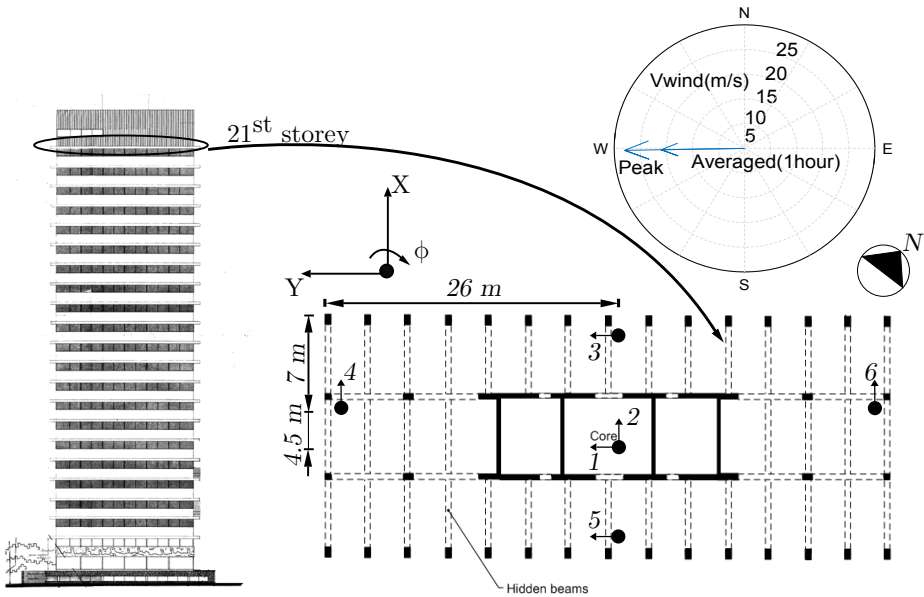 21st storey
X
ϕ
Y
N
25
20
15
10
5
Vwind(m/s)
W
E
Peak
Averaged(1hour)
S
N
26 m
7 m
4.5 m
3
4
6
2
Core
1
5
Hidden beams